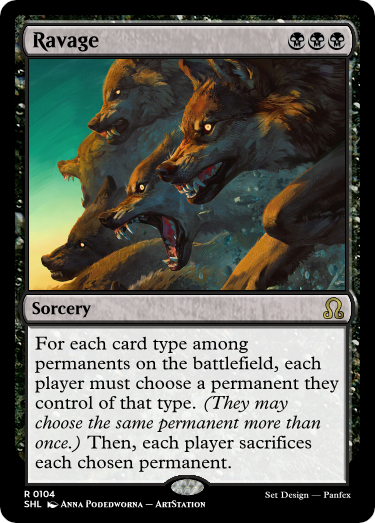 Ravage
Sorcery
For each card type among
permanents on the battlefield, each
player must choose a permanent they
control of that type. (They may
choose the same permanent more than
once.) Then, each player sacrifices
each chosen permanent.
R 0104
SHL Anna Podedworna — ArtStation
Set Design — Panfex